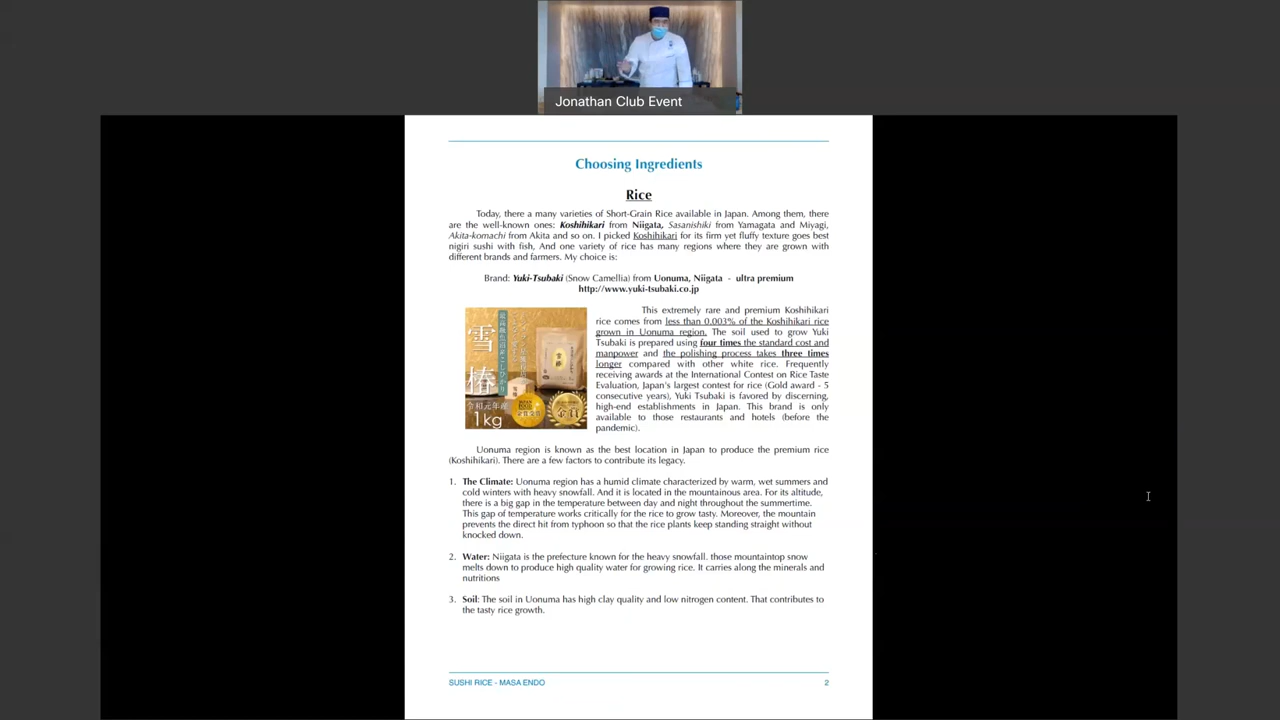 Jonathan Club Event
Choosing Ingredients
Rice
Today, there a many varieties of Short-Grain Rice available in Japan. Among them, there
are the well-known ones: Koshihikari from Niigata, Sasanishiki from Yamagata and Miyagi,
Akita-komachi from Akita and so on. I picked Koshihikari for its firm yet fluffy texture goes best
nigiri sushi with fish, And one variety of rice has many regions where they are grown with
different brands and farmers. My choice is:
Brand: Yuki-Tsubaki (Snow Camellia) from Uonuma, Niigata - ultra premium
http://www.yuki-tsubaki.co.jp
雪椿
令和元年産
1kg
金賞
This extremely rare and premium Koshihikari
rice comes from less than 0.003% of the Koshihikari rice
grown in Uonuma region. The soil used to grow Yuki
Tsubaki is prepared using four times the standard cost and
manpower and the polishing process takes three times
longer compared with other white rice. Frequently
receiving awards at the International Contest on Rice Taste
Evaluation, Japan's largest contest for rice (Gold award - 5
consecutive years), Yuki Tsubaki is favored by discerning,
high-end establishments in Japan. This brand is only
available to those restaurants and hotels (before the
pandemic).
Uonuma region is known as the best location in Japan to produce the premium rice
(Koshihikari). There are a few factors to contribute its legacy.
1. The Climate: Uonuma region has a humid climate characterized by warm, wet summers and
cold winters with heavy snowfall. And it is located in the mountainous area. For its altitude,
there is a big gap in the temperature between day and night throughout the summertime.
This gap of temperature works critically for the rice to grow tasty. Moreover, the mountain
prevents the direct hit from typhoon so that the rice plants keep standing straight without
knocked down.
2. Water: Niigata is the prefecture known for the heavy snowfall. those mountaintop snow
melts down to produce high quality water for growing rice. It carries along the minerals and
nutritions
3. Soil: The soil in Uonuma has high clay quality and low nitrogen content. That contributes to
the tasty rice growth.
SUSHI RICE - MASA ENDO
2